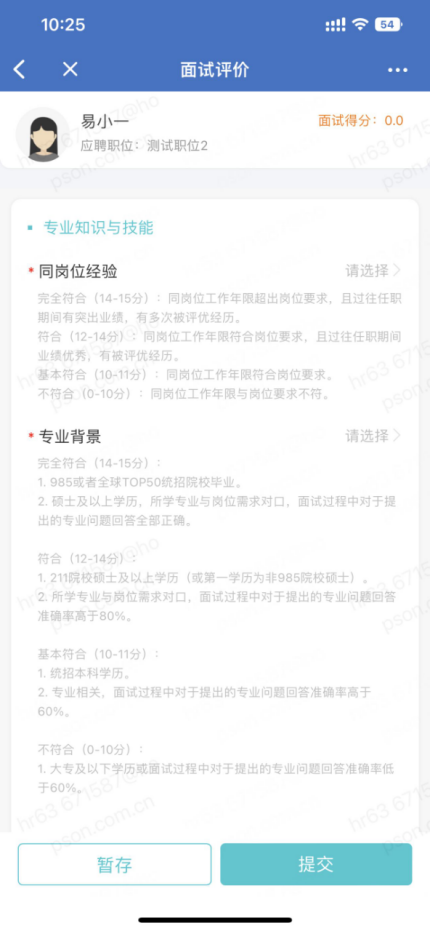 10:25
54
面试评价
易小一
面试得分：0.0
应聘职位：测试职位2
专业知识与技能
* 同岗位经验
请选择
完全符合（14-15分）：同岗位工作年限超出岗位要求，且过往任职
期间有突出业绩，有多次被评优经历。
符合（12-14分）：同岗位工作年限符合岗位要求，且过往任职期间
业绩优秀，有被评优经历。
基本符合（10-11分）：同岗位工作年限符合岗位要求。
不符合（0-10分）：同岗位工作年限与岗位要求不符。
* 专业背景
请选择
完全符合（14-15分）：
1. 985或者全球TOP50统招院校毕业。
2. 硕士及以上学历，所学专业与岗位需求对口，面试过程中对于提
出的专业问题回答全部正确。
符合（12-14分）：
1. 211院校硕士及以上学历（或第一学历为非985院校硕士）。
2. 所学专业与岗位需求对口，面试过程中对于提出的专业问题回答
准确率高于80%。
基本符合（10-11分）：
1. 统招本科学历。
2. 专业相关，面试过程中对于提出的专业问题回答准确率高于
60%。
不符合（0-10分）：
1. 大专及以下学历或面试过程中对于提出的专业问题回答准确率低
于60%。
hr63 671587@ho
pson.com.cn
暂存
提交